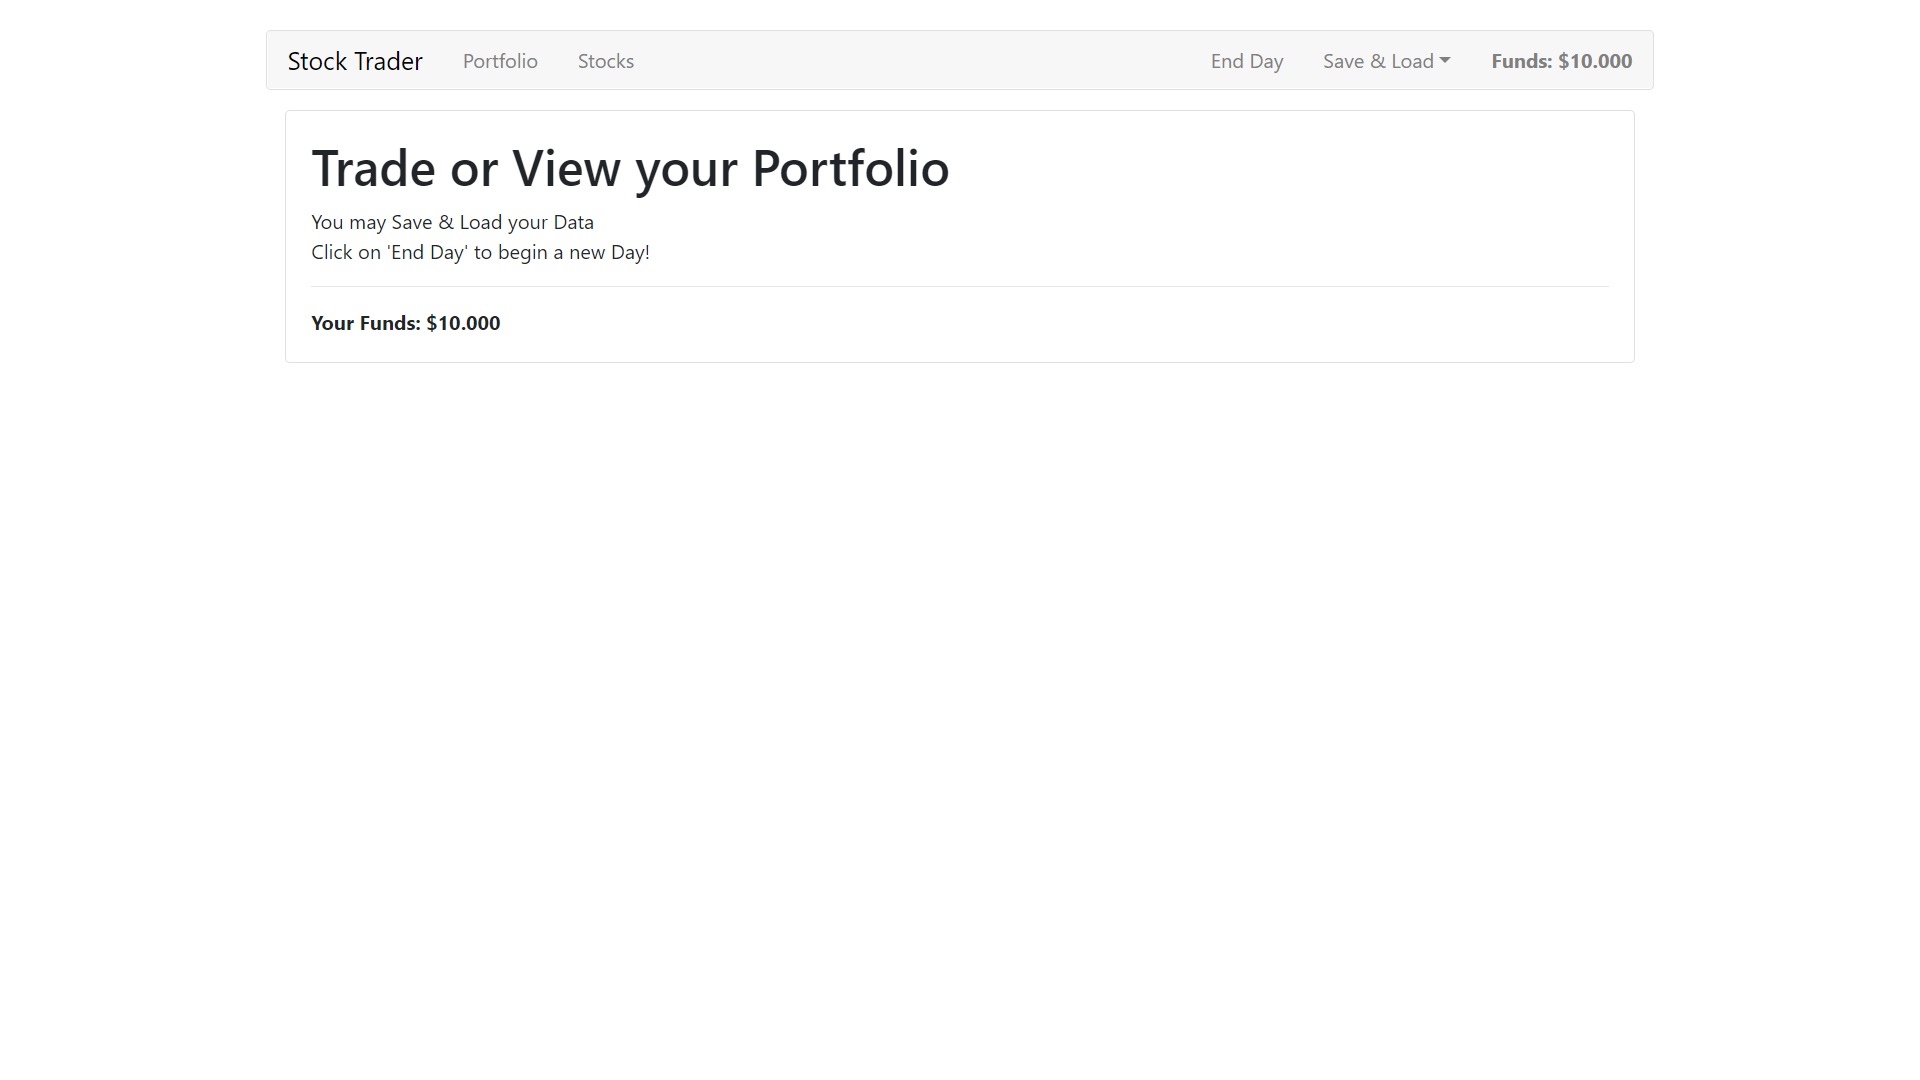 Stock Trader Portfolio Stocks End Day Save & Load Funds: $10.000
Trade or View your Portfolio
You may Save & Load your Data
Click on 'End Day' to begin a new Day!
Your Funds: $10.000